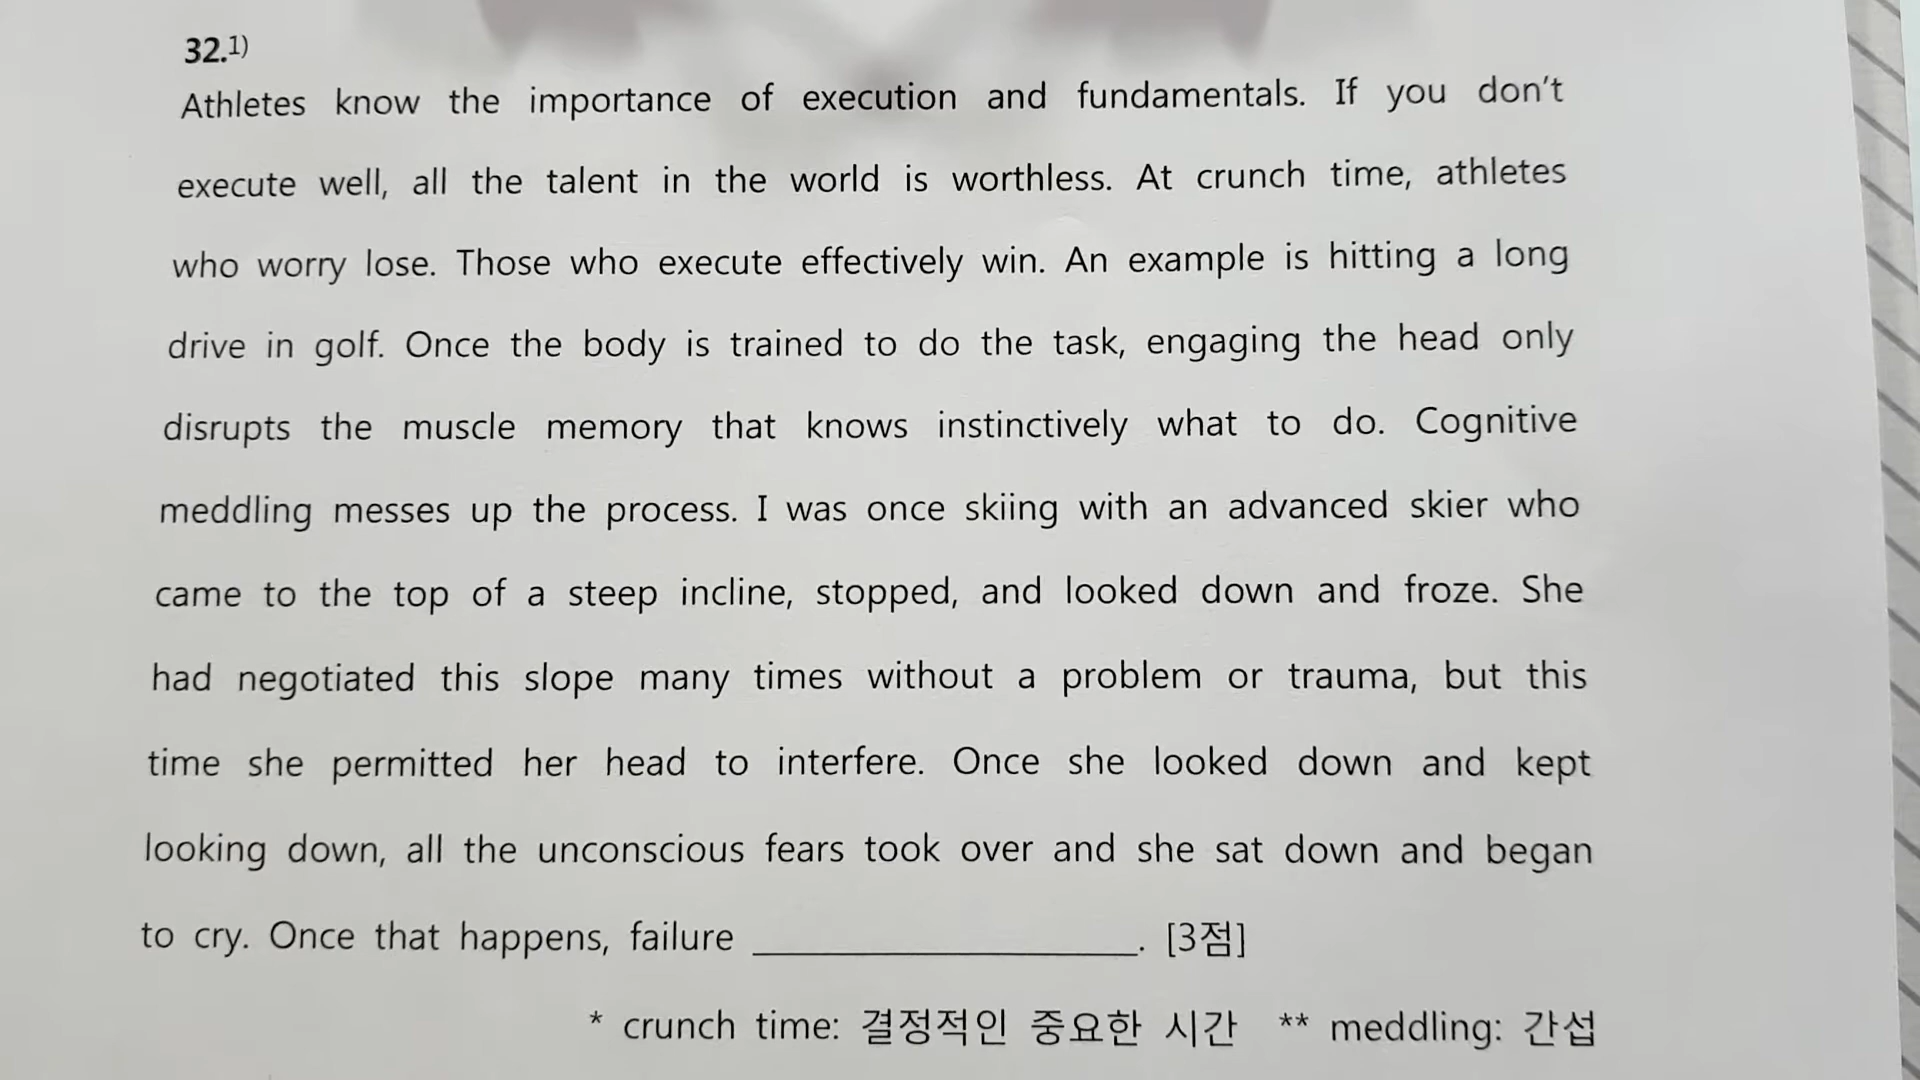 32.1)
Athletes know the importance of execution and fundamentals. If you don't
execute well, all the talent in the world is worthless. At crunch time, athletes
who worry lose. Those who execute effectively win. An example is hitting a long
drive in golf. Once the body is trained to do the task, engaging the head only
disrupts the muscle memory that knows instinctively what to do. Cognitive
meddling messes up the process. I was once skiing with an advanced skier who
came to the top of a steep incline, stopped, and looked down and froze. She
had negotiated this slope many times without a problem or trauma, but this
time she permitted her head to interfere. Once she looked down and kept
looking down, all the unconscious fears took over and she sat down and began
to cry. Once that happens, failure ____________________. [3점]
* crunch time: 결정적인 중요한 시간 ** meddling: 간섭